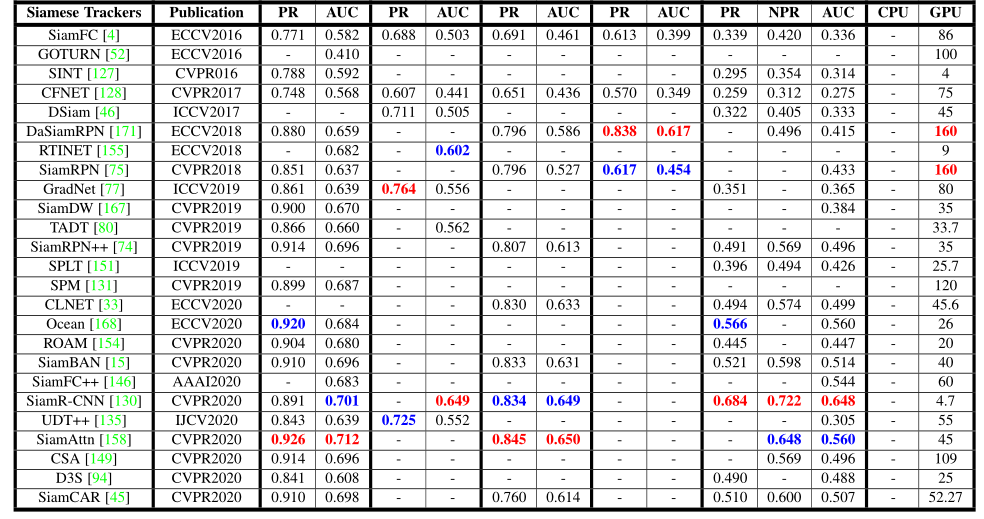 Siamese Trackers Publication PR AUC PR AUC PR AUC PR AUC PR NPR AUC CPU GPU
SiamFC [4] ECCV2016 0.771 0.582 0.688 0.503 0.691 0.461 0.613 0.399 0.339 0.420 0.336 - 86
GOTURN [52] ECCV2016 0.410 - - - - - - - - - - 100
SINT [127] CVPR016 0.788 0.592 - - - - - - 0.295 0.354 0.314 - 4
CFNET [128] CVPR2017 0.748 0.568 0.607 0.441 0.651 0.436 0.570 0.349 0.259 0.312 0.275 - 75
DSiam [46] ICCV2017 - - 0.711 0.505 - - - - 0.322 0.405 0.333 - 45
DaSiamRPN [171] ECCV2018 0.880 0.659 - - 0.796 0.586 0.838 0.617 - 0.496 0.415 - 160
RTINET [155] ECCV2018 - 0.682 - 0.602 - - - - - - - - 9
SiamRPN [75] CVPR2018 0.851 0.637 - - 0.796 0.527 0.617 0.454 - - 0.433 - 160
GradNet [77] ICCV2019 0.861 0.639 0.764 0.556 - - - - 0.351 - 0.365 - 80
SiamDW [167] CVPR2019 0.900 0.670 - - - - - - - - 0.384 - 35
TADT [80] CVPR2019 0.866 0.660 - 0.562 - - - - - - - - 33.7
SiamRPN++ [74] CVPR2019 0.914 0.696 - - 0.807 0.613 - - 0.491 0.569 0.496 - 35
SPLT [151] ICCV2019 - - - - - - - - 0.396 0.494 0.426 - 25.7
SPM [131] CVPR2019 0.899 0.687 - - - - - - - - - - 120
CLNET [33] ECCV2020 - - - - 0.830 0.633 - - 0.494 0.574 0.499 - 45.6
Ocean [168] ECCV2020 0.920 0.684 - - - - - - 0.566 - 0.560 - 26
ROAM [154] CVPR2020 0.904 0.680 - - - - - - 0.445 - 0.447 - 20
SiamBAN [15] CVPR2020 0.910 0.696 - - 0.833 0.631 - - 0.521 0.598 0.514 - 40
SiamFC++ [146] AAAI2020 - 0.683 - - - - - - - - 0.544 - 60
SiamR-CNN [130] CVPR2020 0.891 0.701 - 0.649 0.834 0.649 - - 0.684 0.722 0.648 - 4.7
UDT++ [135] IJCV2020 0.843 0.639 0.725 0.552 - - - - - - 0.305 - 55
SiamAttn [158] CVPR2020 0.926 0.712 - - 0.845 0.650 - - - 0.648 0.560 - 45
CSA [149] CVPR2020 0.914 0.696 - - - - - - - 0.569 0.496 - 109
D3S [94] CVPR2020 0.841 0.608 - - - - - - 0.490 - 0.488 - 25
SiamCAR [45] CVPR2020 0.910 0.698 - - 0.760 0.614 - - 0.510 0.600 0.507 - 52.27